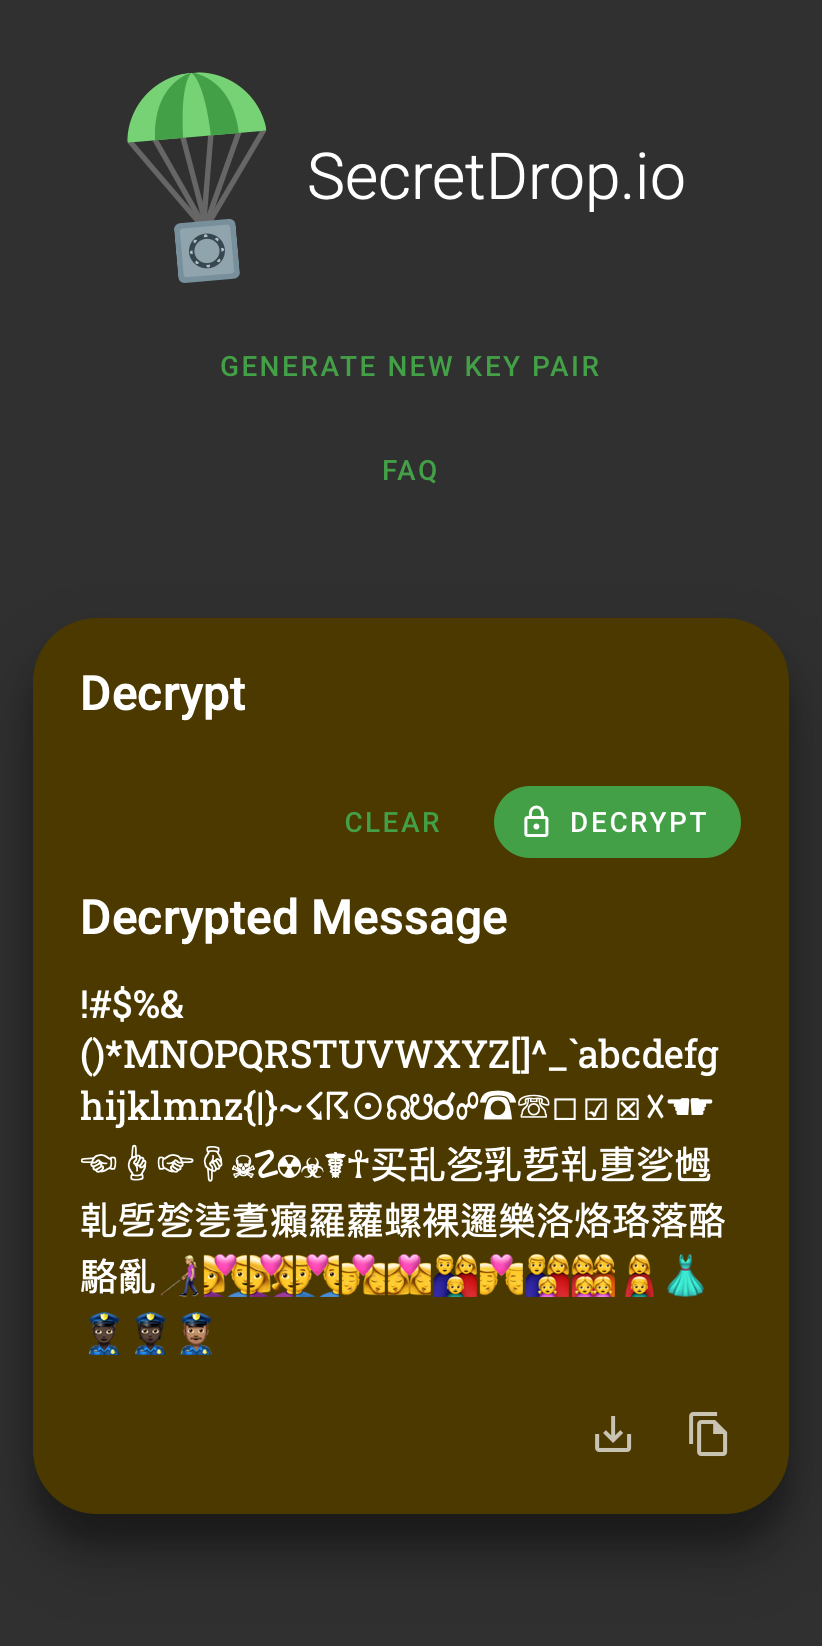 SecretDrop.io
GENERATE NEW KEY PAIR
FAQ
Decrypt
CLEAR
DECRYPT
Decrypted Message
!#$%&
()*MNOPQRSTUVWXYZ[]^_`abcdefg
hijklmnz{|}~☇☈☉☊☋☌☍☎☏☐☑☒☓☚☛
☜☝☞☟☠☡☢☣☤☥买乱乲乳乴乵乶乷乸
乹乺乻乼乽癩羅蘿螺裸邏樂洛烙珞落酪
駱亂